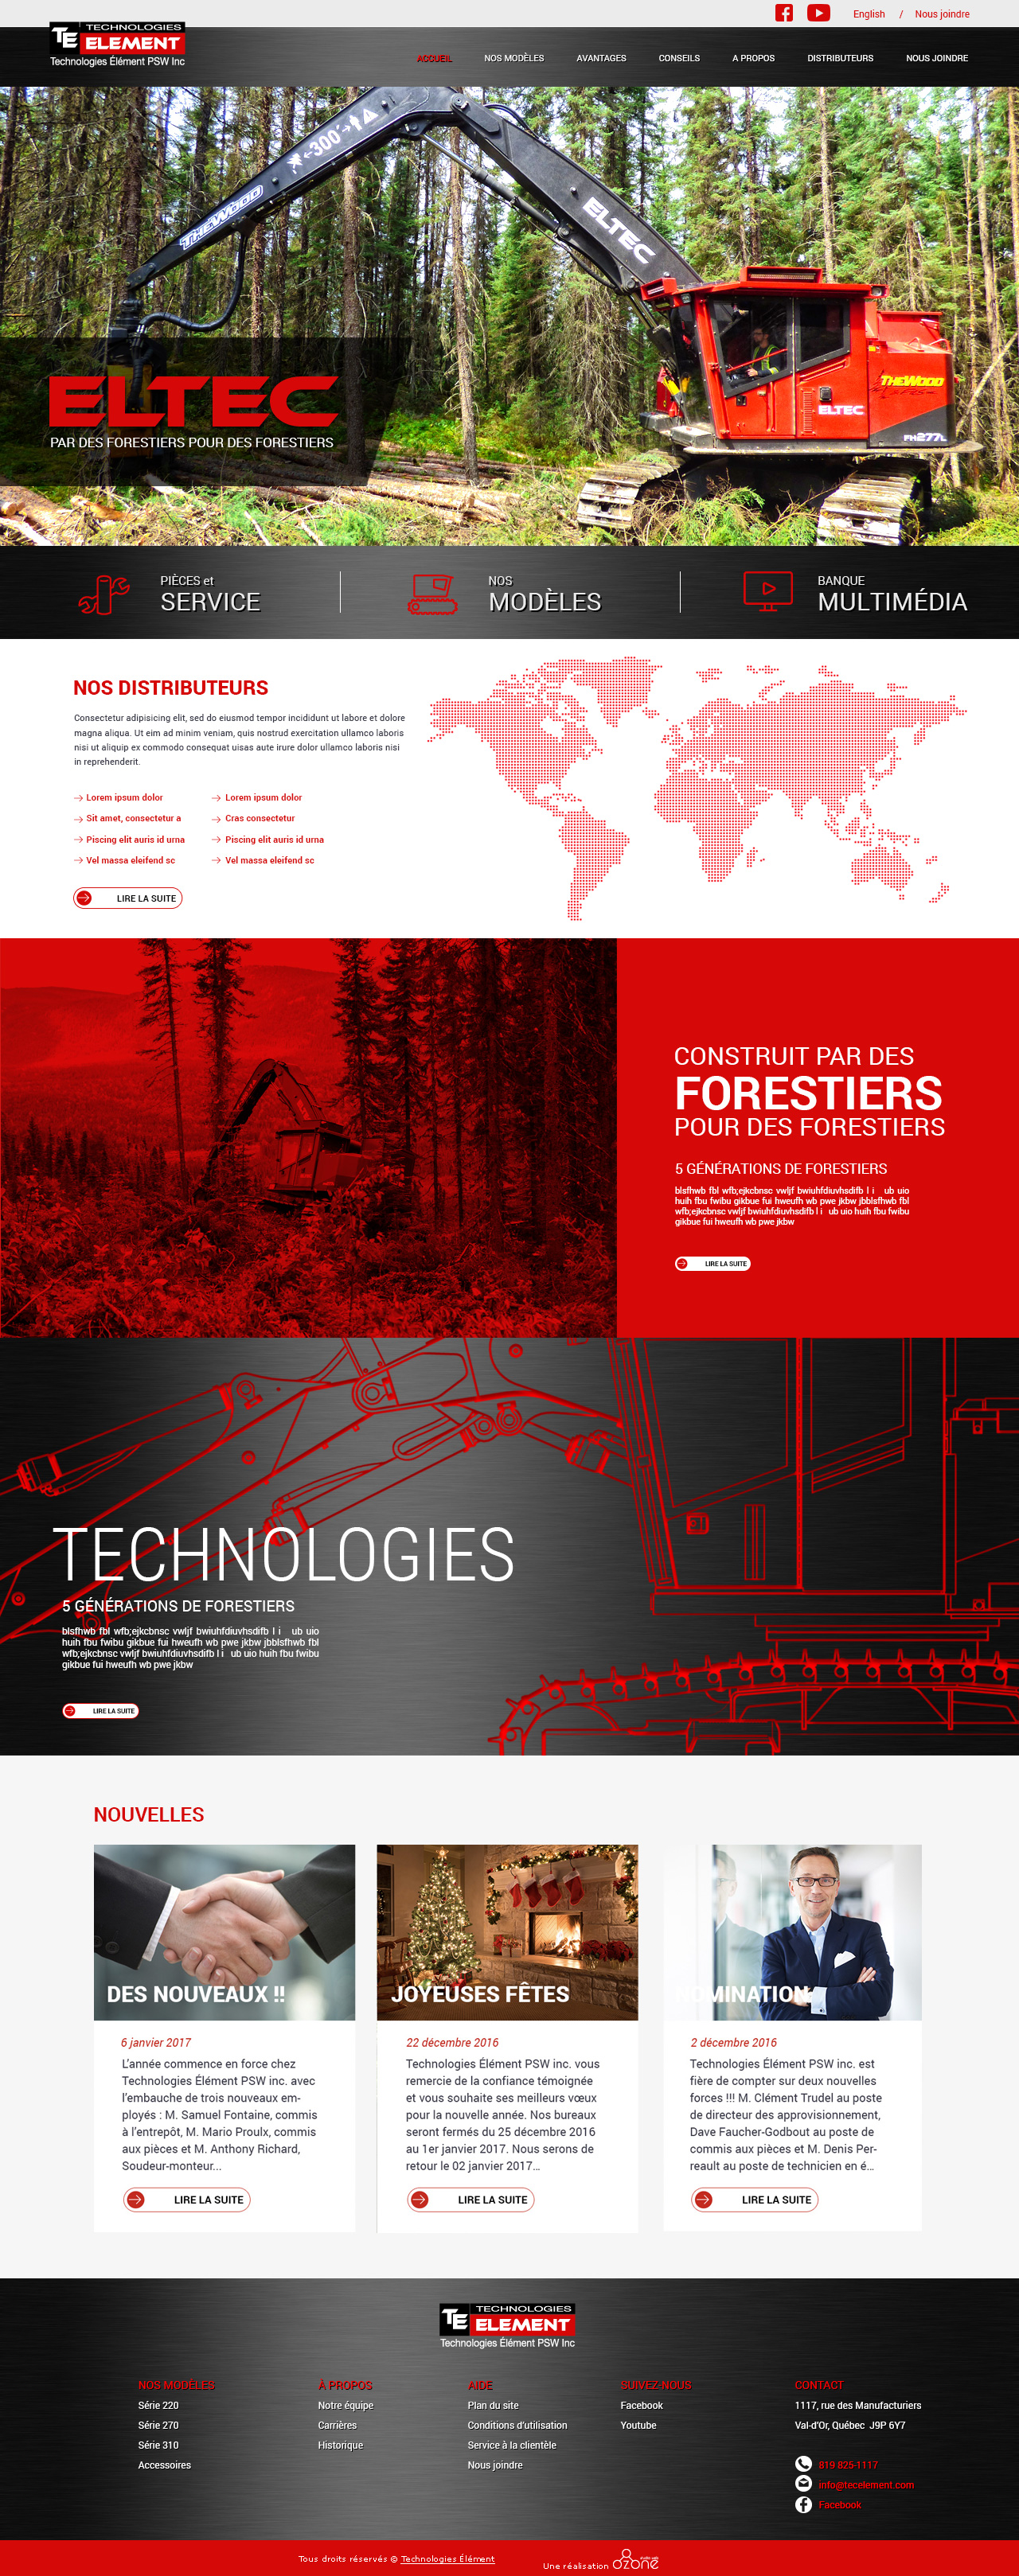 English / Nous joindre
TE TECHNOLOGIES
ELEMENT
Technologies Élément PSW Inc
ACCUEIL NOS MODÈLES AVANTAGES CONSEILS A PROPOS DISTRIBUTEURS NOUS JOINDRE
←300'→
THEWOOD
ELTEC
THEWOOD
ELTEC
FH277L
ELTEC
PAR DES FORESTIERS POUR DES FORESTIERS
PIÈCES et
SERVICE
NOS
MODÈLES
BANQUE
MULTIMÉDIA
NOS DISTRIBUTEURS
Consectetur adipisicing elit, sed do eiusmod tempor incididunt ut labore et dolore
magna aliqua. Ut eim ad minim veniam, quis nostrud exercitation ullamco laboris
nisi ut aliquip ex commodo consequat uisas aute irure dolor ullamco laboris nisi
in reprehenderit.
Lorem ipsum dolor
Sit amet, consectetur a
Piscing elit auris id urna
Vel massa eleifend sc
Lorem ipsum dolor
Cras consectetur
Piscing elit auris id urna
Vel massa eleifend sc
LIRE LA SUITE
CONSTRUIT PAR DES
FORESTIERS
POUR DES FORESTIERS
5 GÉNÉRATIONS DE FORESTIERS
blsfhwb fbl wfb;ejkcbnsc vwljf bwiuhfdiuvhsdifb l i ub uio
huih fbu fwibu gikbue fui hweufh wb pwe jkbw jbblsfhwb fbl
wfb;ejkcbnsc vwljf bwiuhfdiuvhsdifb l i ub uio huih fbu fwibu
gikbue fui hweufh wb pwe jkbw
LIRE LA SUITE
TECHNOLOGIES
5 GÉNÉRATIONS DE FORESTIERS
blsfhwb fbl wfb;ejkcbnsc vwljf bwiuhfdiuvhsdifb l i ub uio
huih fbu fwibu gikbue fui hweufh wb pwe jkbw jbblsfhwb fbl
wfb;ejkcbnsc vwljf bwiuhfdiuvhsdifb l i ub uio huih fbu fwibu
gikbue fui hweufh wb pwe jkbw
LIRE LA SUITE
NOUVELLES
DES NOUVEAUX !!
6 janvier 2017
L'année commence en force chez
Technologies Élément PSW inc. avec
l'embauche de trois nouveaux em-
ployés : M. Samuel Fontaine, commis
à l'entrepôt, M. Mario Proulx, commis
aux pièces et M. Anthony Richard,
Soudeur-monteur...
LIRE LA SUITE
JOYEUSES FÊTES
22 décembre 2016
Technologies Élément PSW inc. vous
remercie de la confiance témoignée
et vous souhaite ses meilleurs vœux
pour la nouvelle année. Nos bureaux
seront fermés du 25 décembre 2016
au 1er janvier 2017. Nous serons de
retour le 02 janvier 2017...
LIRE LA SUITE
NOMINATION
2 décembre 2016
Technologies Élément PSW inc. est
fière de compter sur deux nouvelles
forces !!! M. Clément Trudel au poste
de directeur des approvisionnement,
Dave Faucher-Godbout au poste de
commis aux pièces et M. Denis Per-
reault au poste de technicien en é...
LIRE LA SUITE
TE TECHNOLOGIES
ELEMENT
Technologies Élément PSW Inc
NOS MODÈLES
Série 220
Série 270
Série 310
Accessoires
À PROPOS
Notre équipe
Carrières
Historique
AIDE
Plan du site
Conditions d'utilisation
Service à la clientèle
Nous joindre
SUIVEZ-NOUS
Facebook
Youtube
CONTACT
1117, rue des Manufacturiers
Val-d'Or, Québec J9P 6Y7
819 825-1117
info@tecelement.com
Facebook
Tous droits réservés © Technologies Élément
Une réalisation ozone